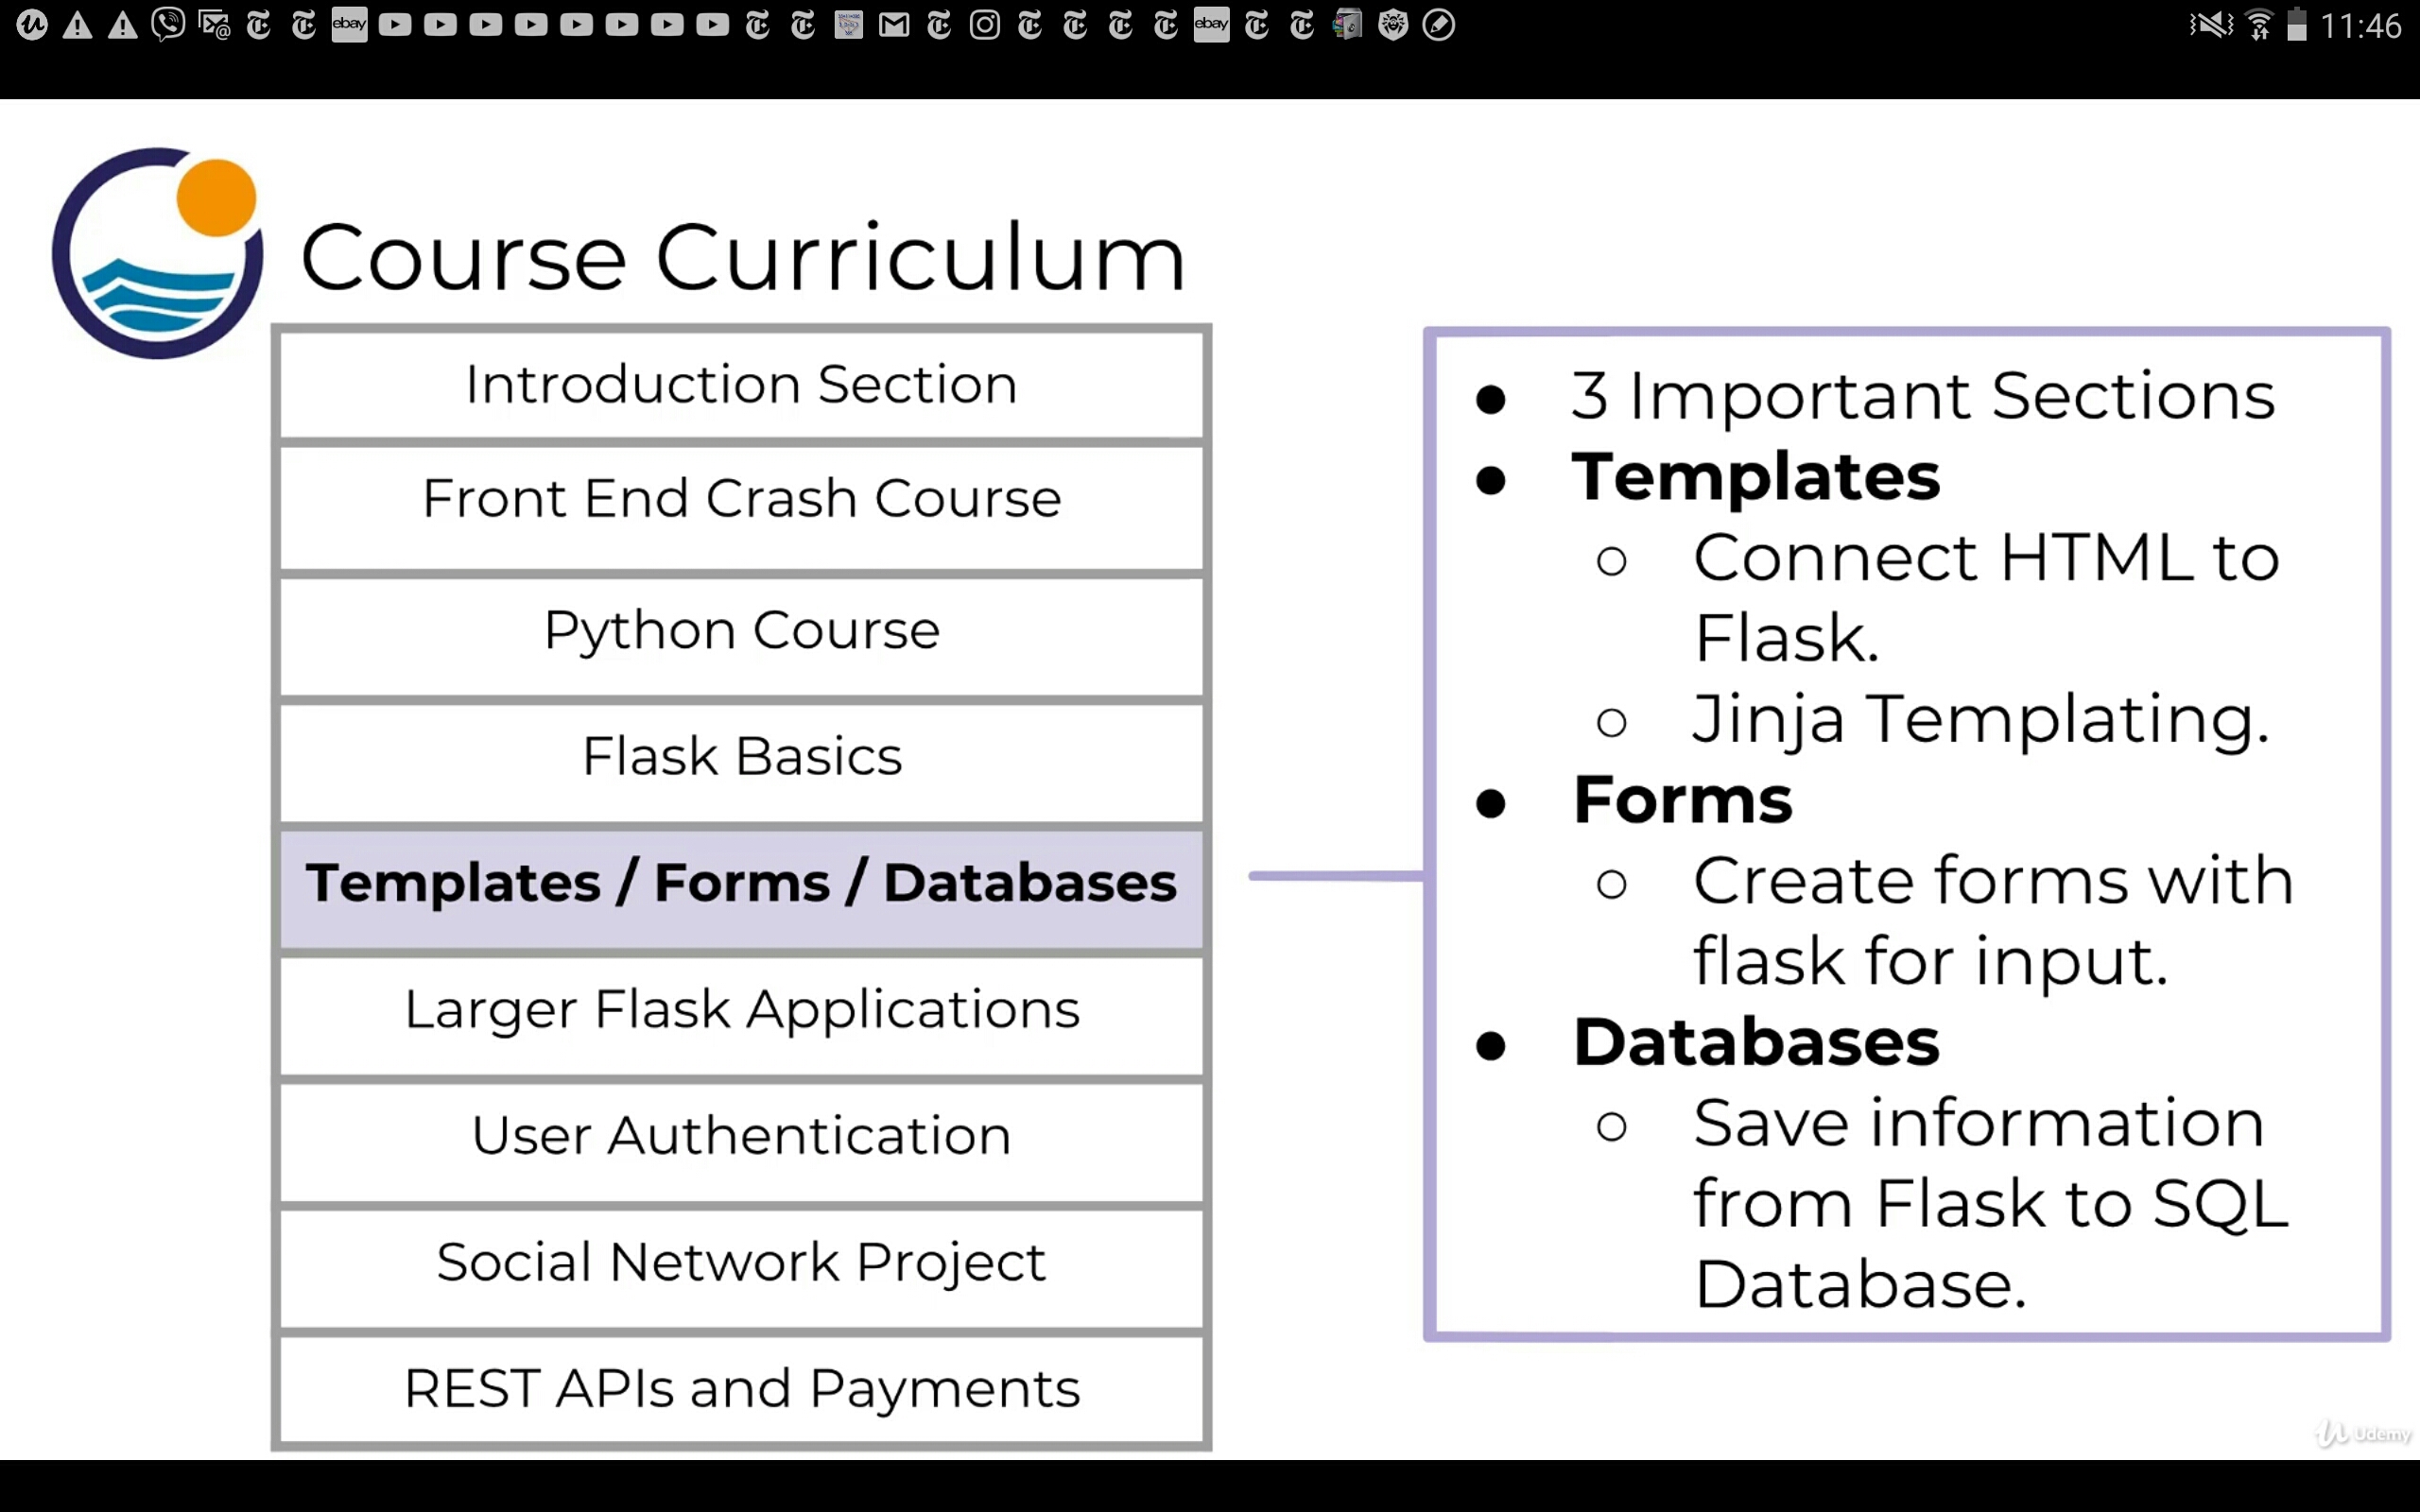 ebay
ebay
11:46
Course Curriculum
Introduction Section
Front End Crash Course
Python Course
Flask Basics
Templates / Forms / Databases
Larger Flask Applications
User Authentication
Social Network Project
REST APIs and Payments
● 3 Important Sections
● Templates
○ Connect HTML to
Flask.
○ Jinja Templating.
● Forms
○ Create forms with
flask for input.
● Databases
○ Save information
from Flask to SQL
Database.
Udemy